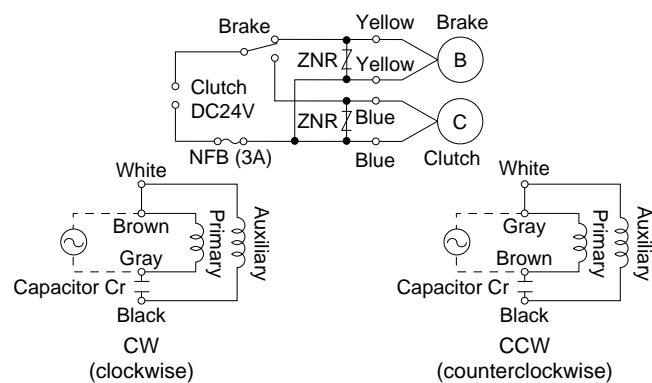 Brake Yellow Brake
ZNR Yellow B
Clutch
DC24V
ZNR Blue C
NFB (3A) Blue Clutch
White
Brown
Gray
Primary
Auxiliary
Capacitor Cr
Black
CW
(clockwise)
White
Gray
Brown
Primary
Auxiliary
Capacitor Cr
Black
CCW
(counterclockwise)